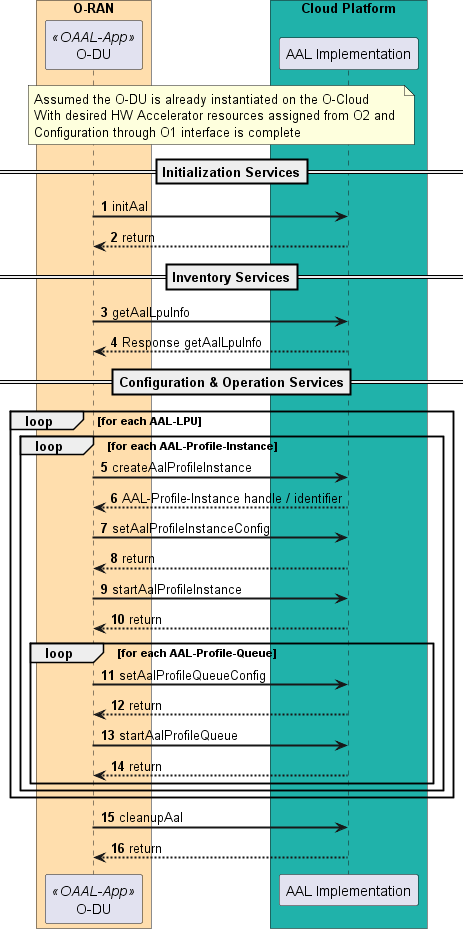 O-RAN
Cloud Platform
«OAAL-App»
O-DU
AAL Implementation
Assumed the O-DU is already instantiated on the O-Cloud
With desired HW Accelerator resources assigned from O2 and
Configuration through O1 interface is complete
Initialization Services
1 initAal
2 return
Inventory Services
3 getAalLpuInfo
4 Response getAalLpuInfo
Configuration & Operation Services
loop [for each AAL-LPU]
loop [for each AAL-Profile-Instance]
5 createAalProfileInstance
6 AAL-Profile-Instance handle / identifier
7 setAalProfileInstanceConfig
8 return
9 startAalProfileInstance
10 return
loop [for each AAL-Profile-Queue]
11 setAalProfileQueueConfig
12 return
13 startAalProfileQueue
14 return
15 cleanupAal
16 return
«OAAL-App»
O-DU
AAL Implementation